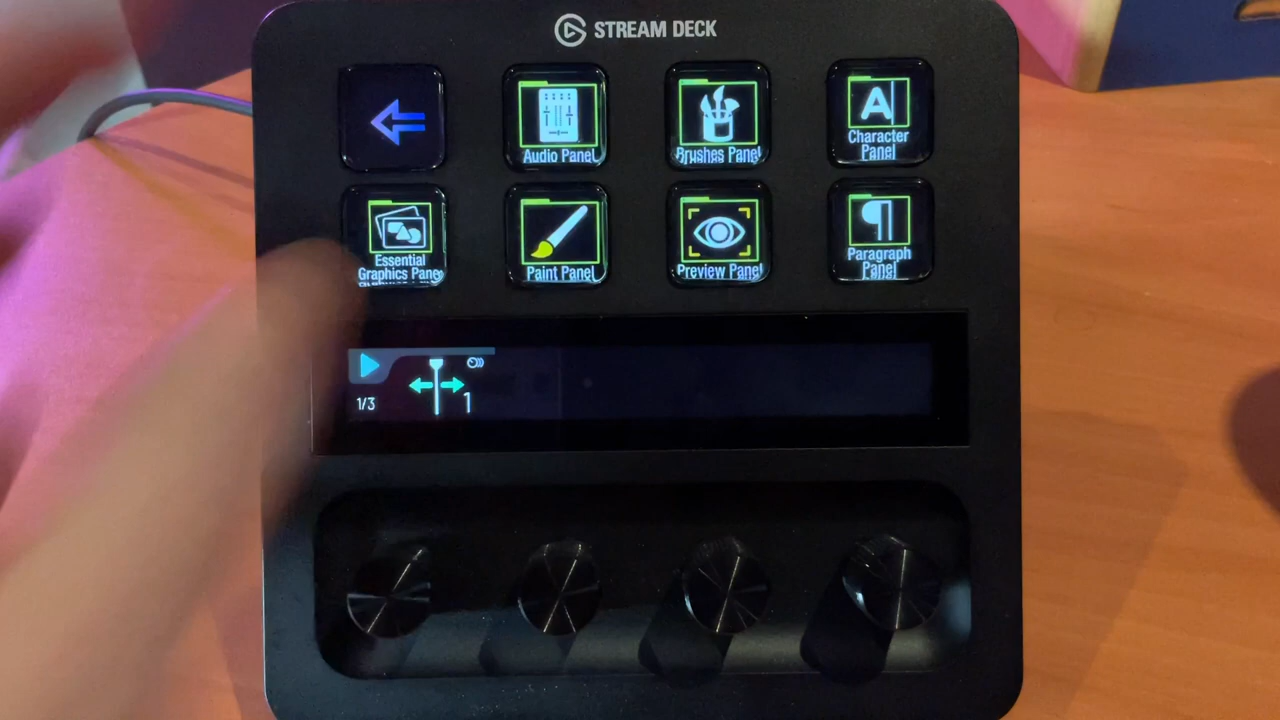 STREAM DECK
Audio Panel
Brushes Panel
Character
Panel
Essential
Graphics Panel
Paint Panel
Preview Panel
Paragraph
Panel
1/3
1